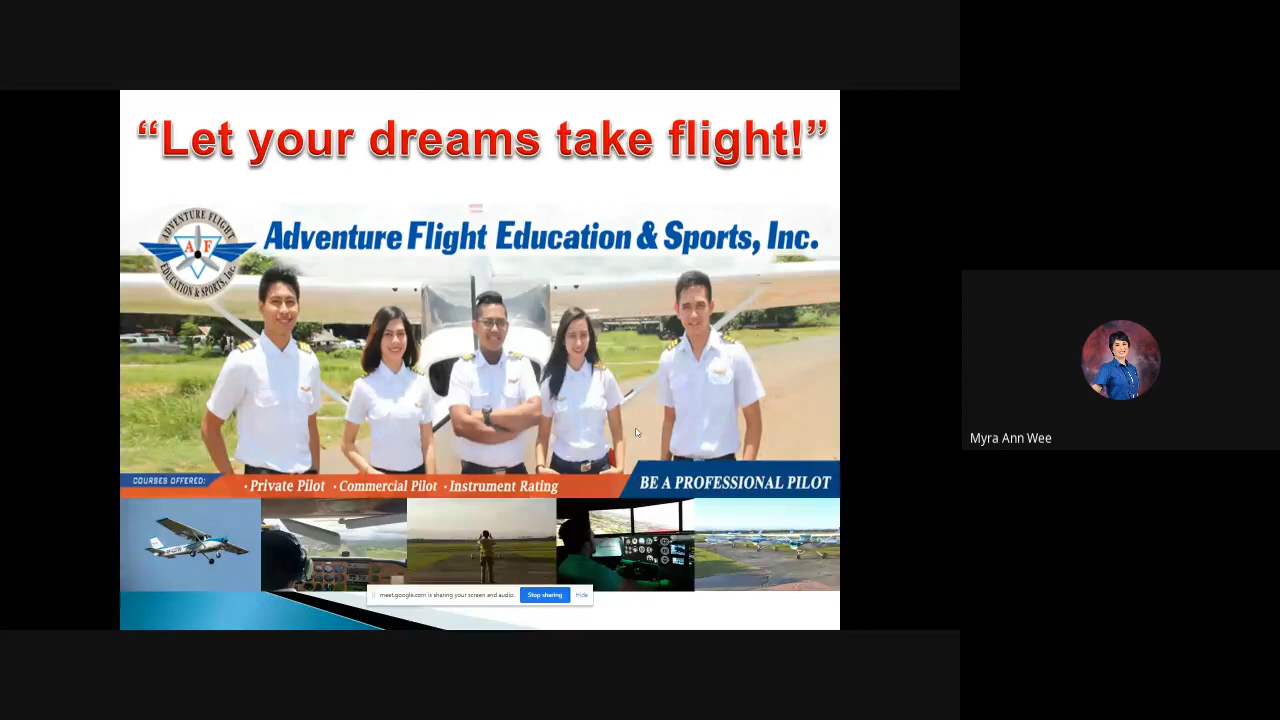 “Let your dreams take flight!”
ADVENTURE FLIGHT
A F
EDUCATION & SPORTS, Inc.
Adventure Flight Education & Sports, Inc.
COURSES OFFERED:
· Private Pilot · Commercial Pilot · Instrument Rating
BE A PROFESSIONAL PILOT
meet.google.com is sharing your screen and audio.
Stop sharing
Hide
Myra Ann Wee